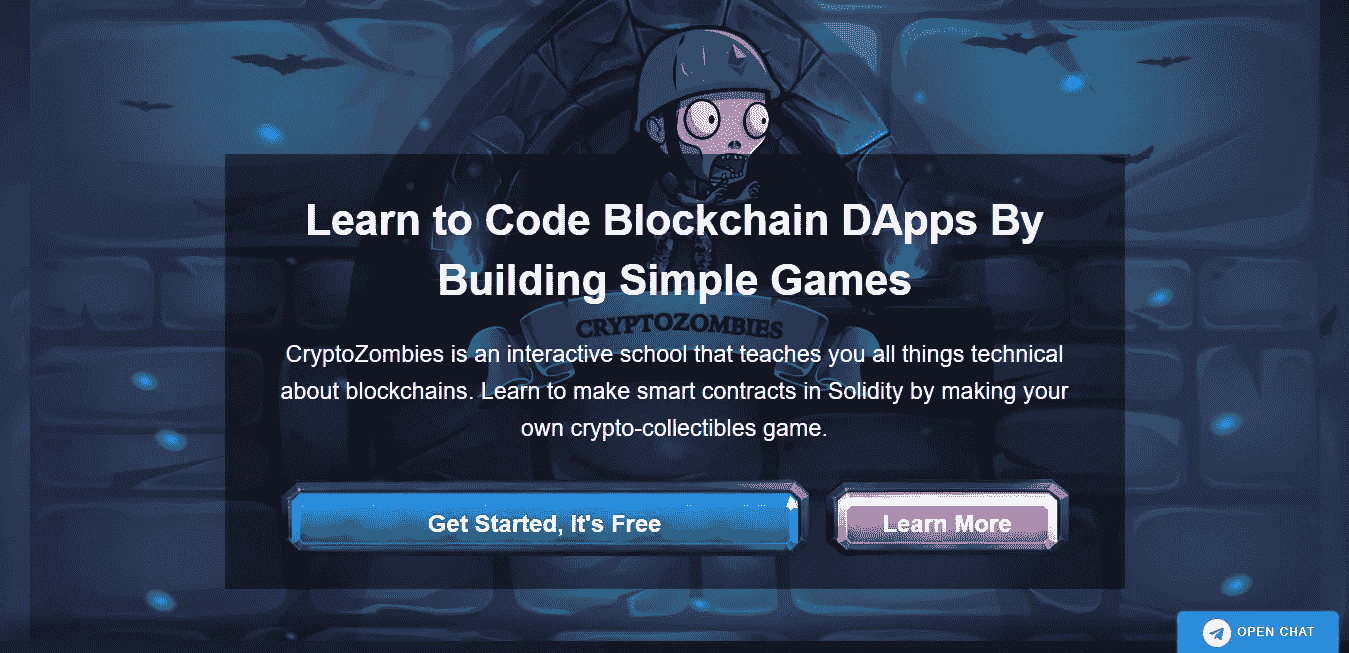 Learn to Code Blockchain DApps By
Building Simple Games
CRYPTOZOMBIES
CryptoZombies is an interactive school that teaches you all things technical
about blockchains. Learn to make smart contracts in Solidity by making your
own crypto-collectibles game.
Get Started, It's Free
Learn More
OPEN CHAT